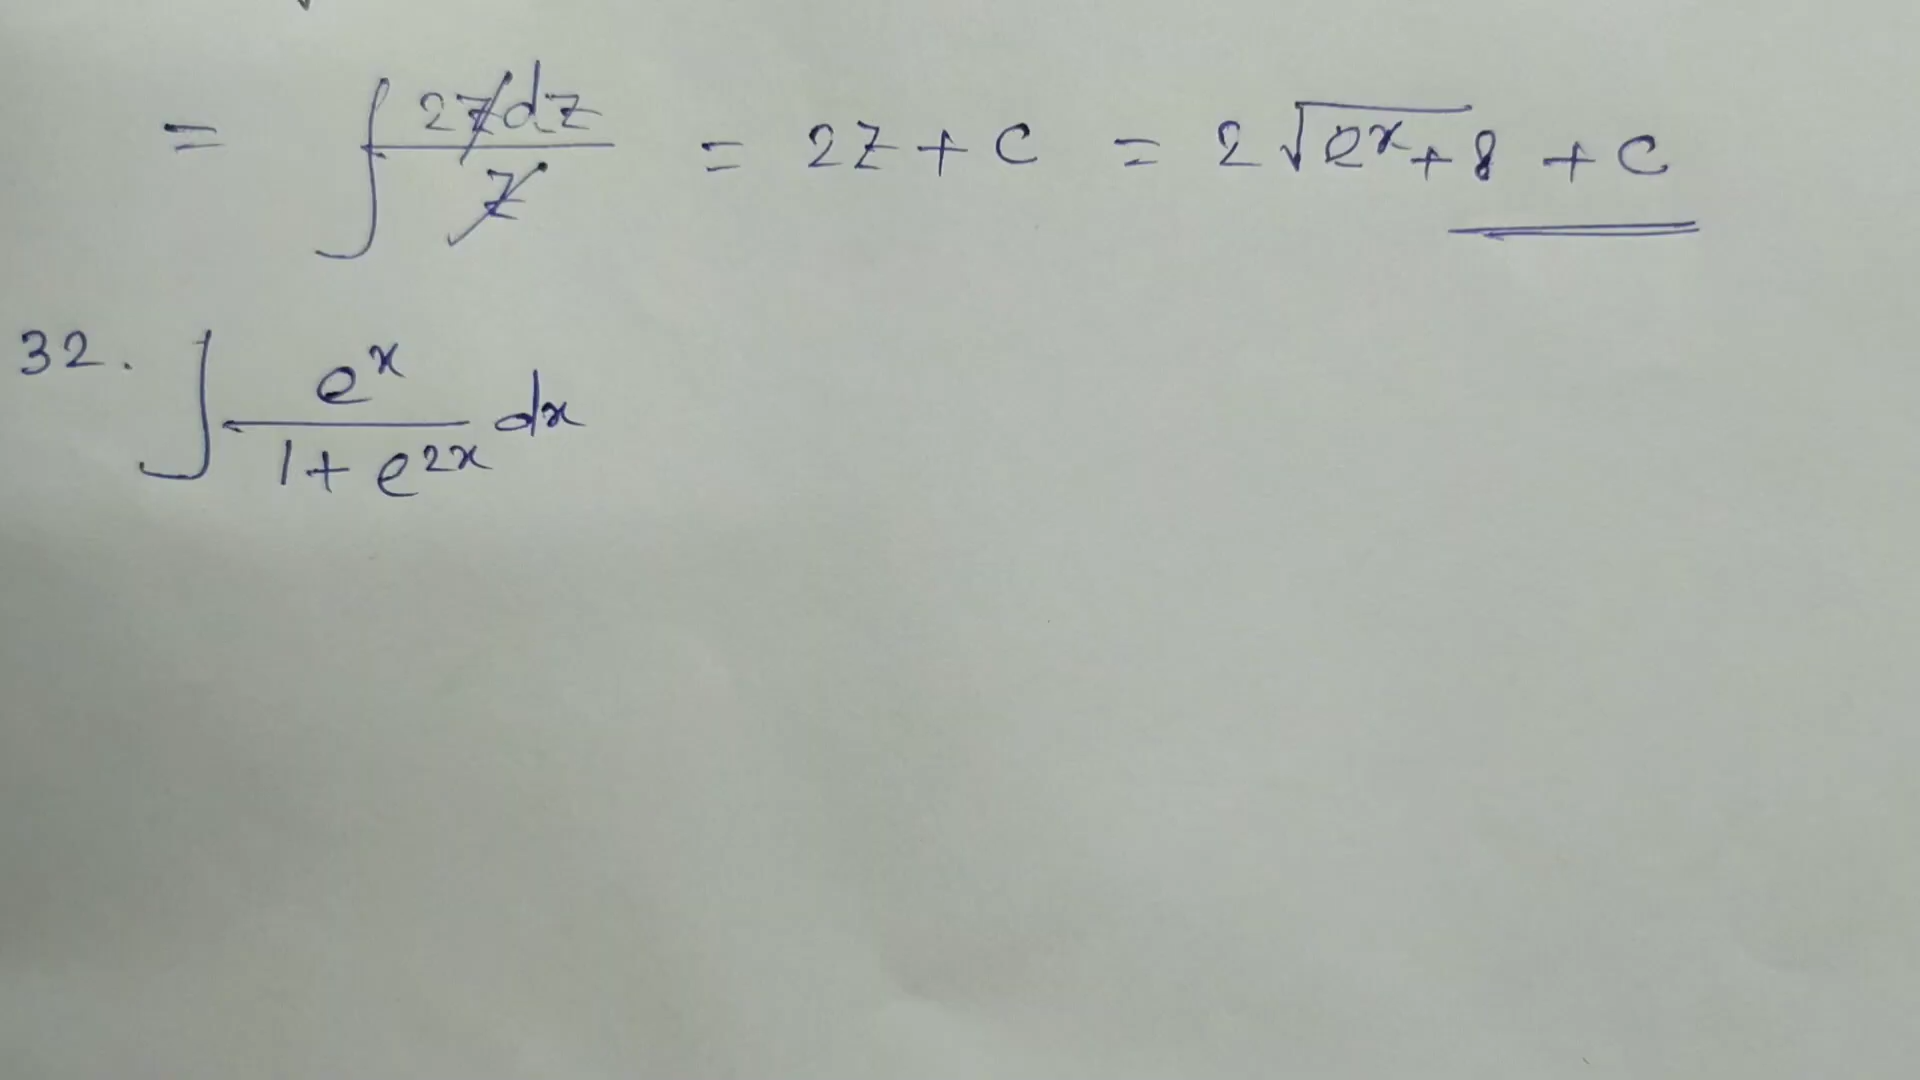 = ∫ 2z dz / z = 2z + c = 2√(e^x + 8) + c
32. ∫ e^x / (1 + e^{2x}) dx